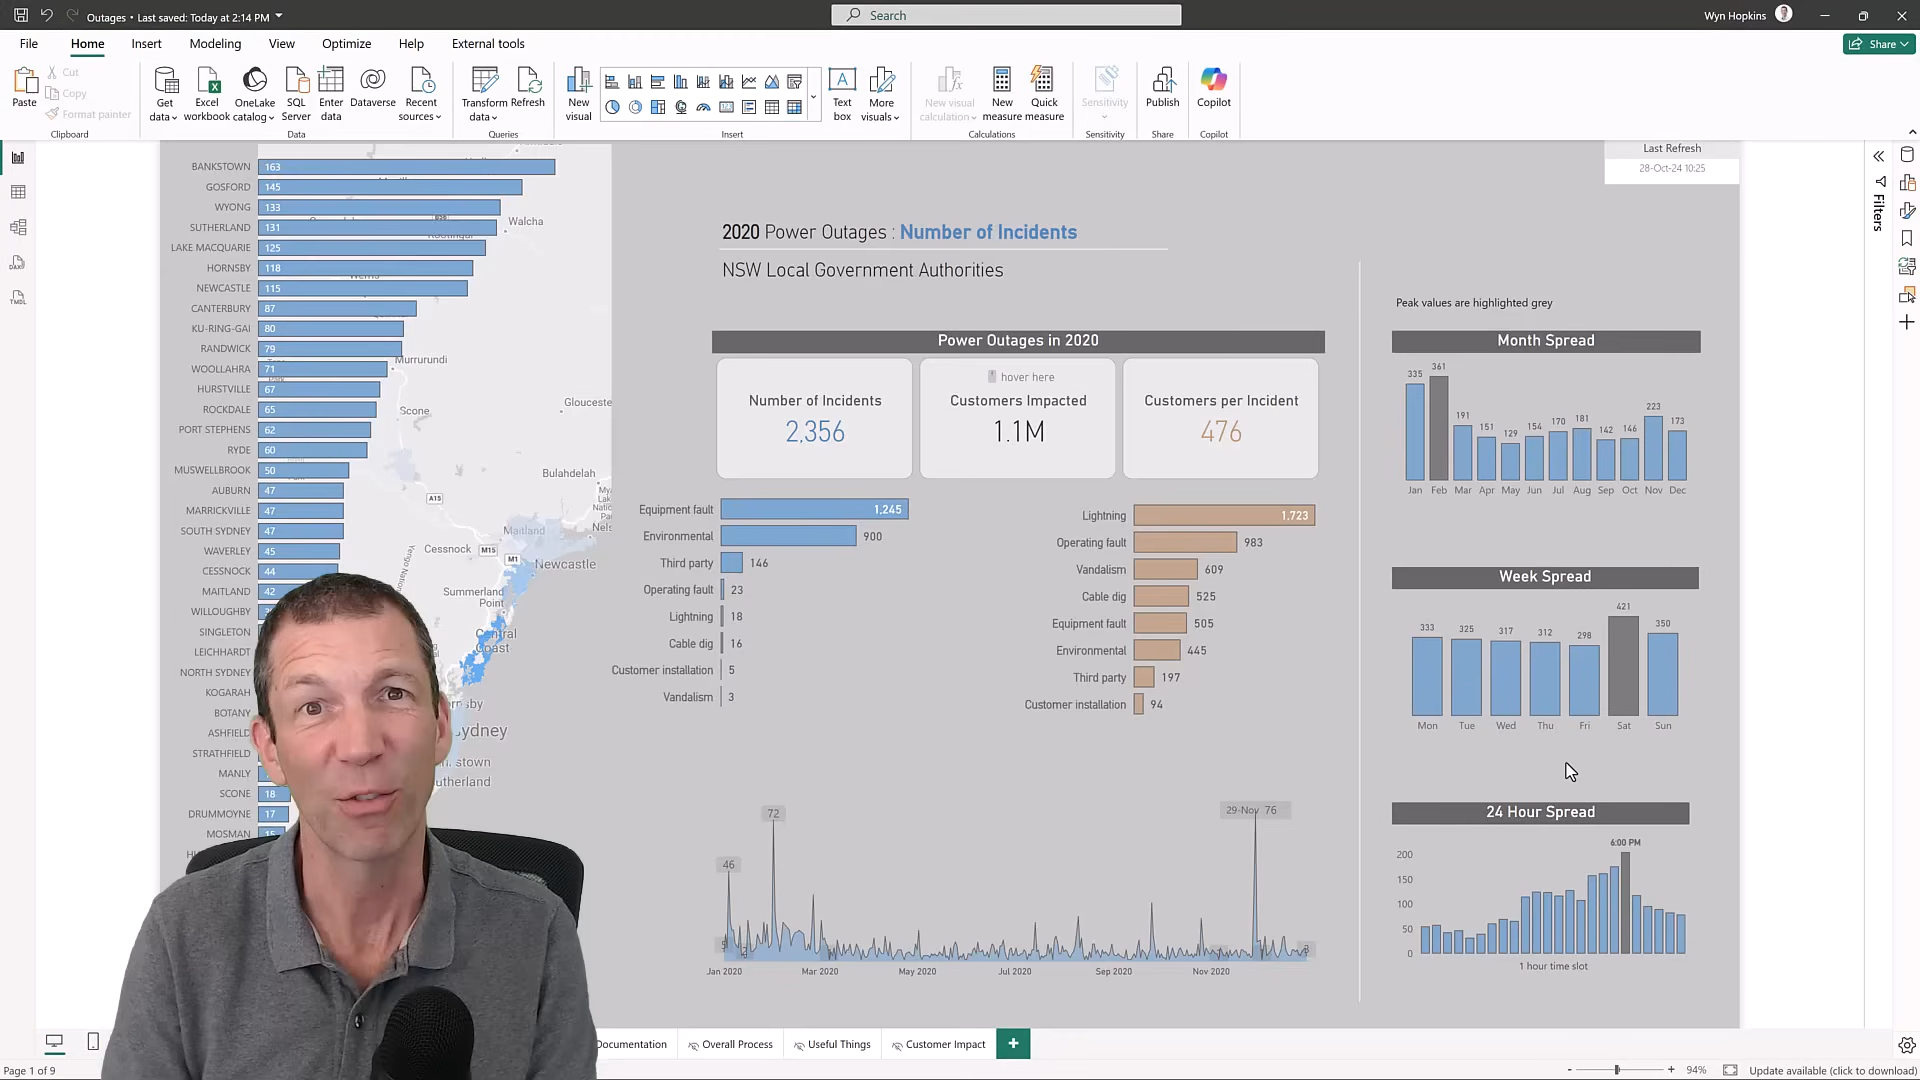 Outages • Last saved: Today at 2:14 PM
Search
Wyn Hopkins
File Home Insert Modeling View Optimize Help External tools
Share
Paste
Cut
Copy
Format painter
Clipboard
Get data
Excel workbook
OneLake catalog
SQL Server
Enter data
Dataverse
Recent sources
Data
Transform data
Refresh
Queries
New visual
Text box
More visuals
Insert
New visual calculation
New measure
Quick measure
Calculations
Sensitivity
Sensitivity
Publish
Share
Copilot
Copilot
BANKSTOWN 163
GOSFORD 145
WYONG 133
SUTHERLAND 131
LAKE MACQUARIE 125
HORNSBY 118
NEWCASTLE 115
CANTERBURY 87
KU-RING-GAI 80
RANDWICK 79
WOOLLAHRA 71
HURSTVILLE 67
ROCKDALE 65
PORT STEPHENS 62
RYDE 60
MUSWELLBROOK 50
AUBURN 47
MARRICKVILLE 47
SOUTH SYDNEY 47
WAVERLEY 45
CESSNOCK 44
MAITLAND 42
WILLOUGHBY
SINGLETON
LEICHHARDT
NORTH SYDNEY
KOGARAH
BOTANY
ASHFIELD
STRATHFIELD
MANLY
SCONE 18
DRUMMOYNE 17
MOSMAN 15
Walcha
Murrurundi
Scone
Gloucester
Bulahdelah
A15
Maitland
Cessnock
M15
M1
Newcastle
Summerland Point
Central Coast
Last Refresh
28-Oct-24 10:25
Filters
2020 Power Outages : Number of Incidents
NSW Local Government Authorities
Power Outages in 2020
Number of Incidents
2,356
hover here
Customers Impacted
1.1M
Customers per Incident
476
Equipment fault 1,245
Environmental 900
Third party 146
Operating fault 23
Lightning 18
Cable dig 16
Customer installation 5
Vandalism 3
Lightning 1,723
Operating fault 983
Vandalism 609
Cable dig 525
Equipment fault 505
Environmental 445
Third party 197
Customer installation 94
46
72
29-Nov 76
Jan 2020 Mar 2020 May 2020 Jul 2020 Sep 2020 Nov 2020
Peak values are highlighted grey
Month Spread
335 361 191 151 129 154 170 181 142 146 223 173
Jan Feb Mar Apr May Jun Jul Aug Sep Oct Nov Dec
Week Spread
333 325 317 312 298 421 350
Mon Tue Wed Thu Fri Sat Sun
24 Hour Spread
6:00 PM
200
150
100
50
0
1 hour time slot
Documentation
Overall Process
Useful Things
Customer Impact
+
Page 1 of 9
- + 94%
Update available (click to download)